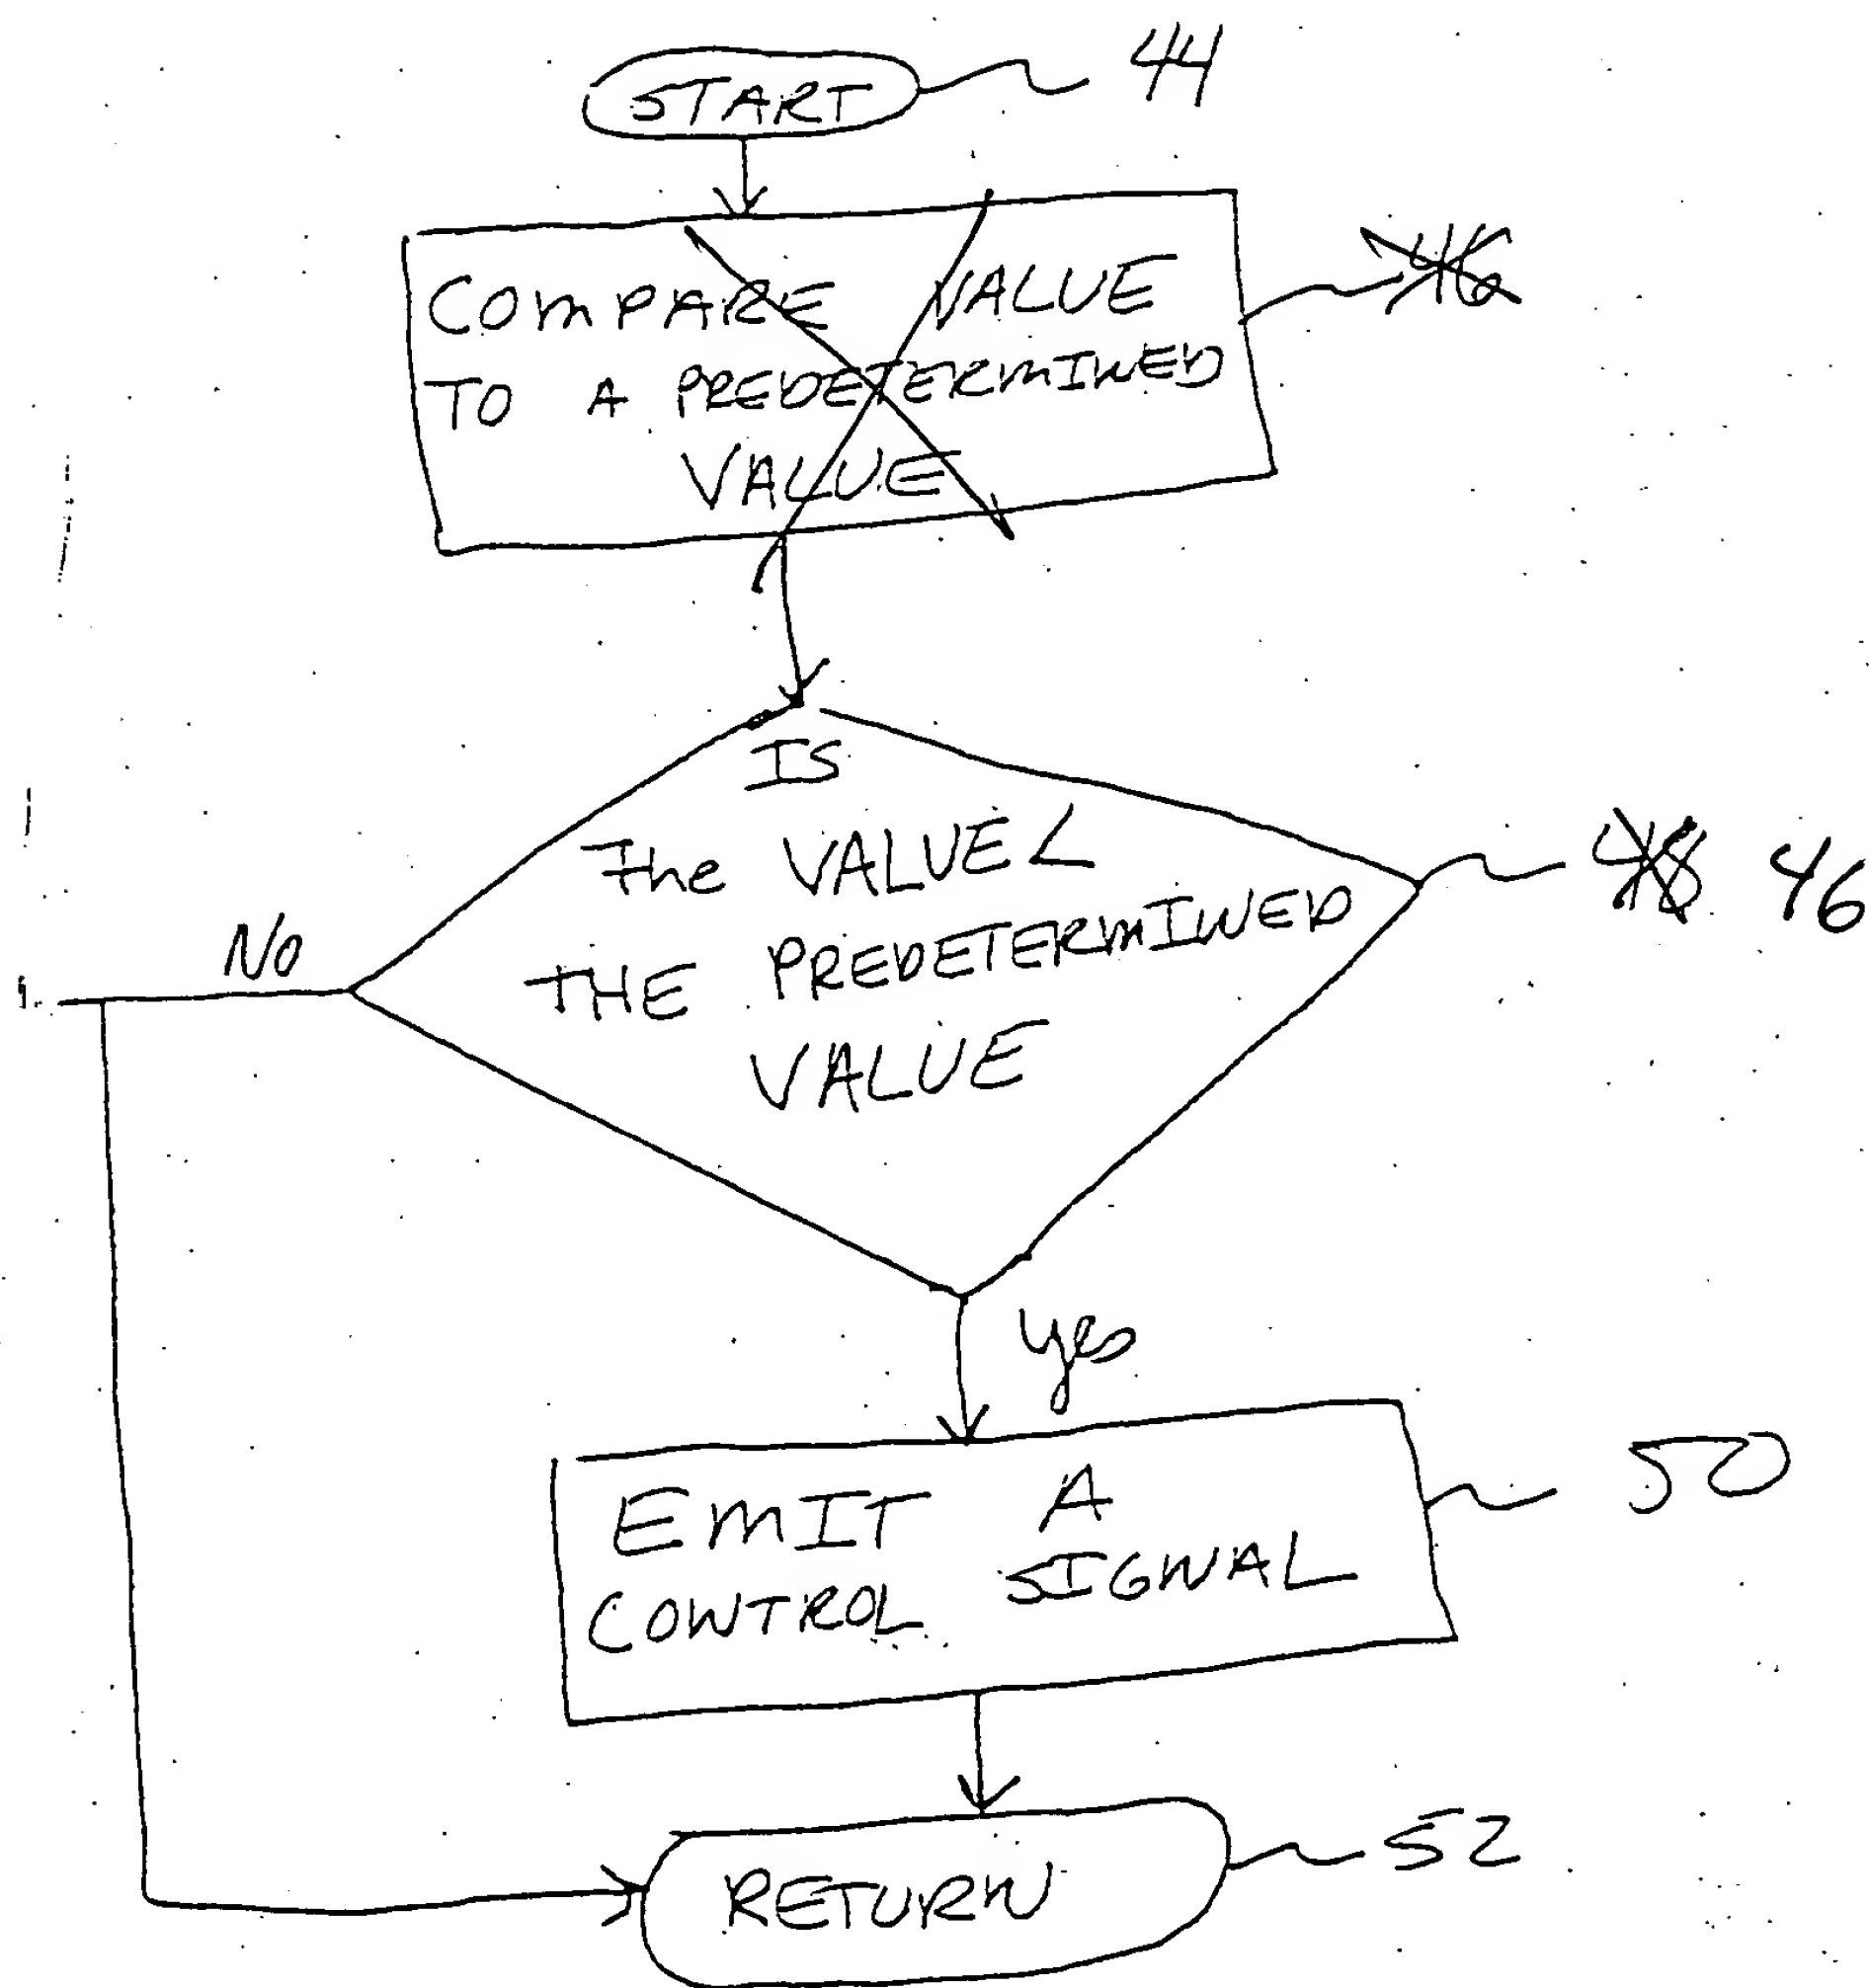 START 44
COMPARE VALUE
TO A PREDETERMINED
VALUE
46
IS
The VALUE <
THE PREDETERMINED
VALUE
48 46
No
yes
EMIT A
CONTROL SIGNAL
50
RETURN
52